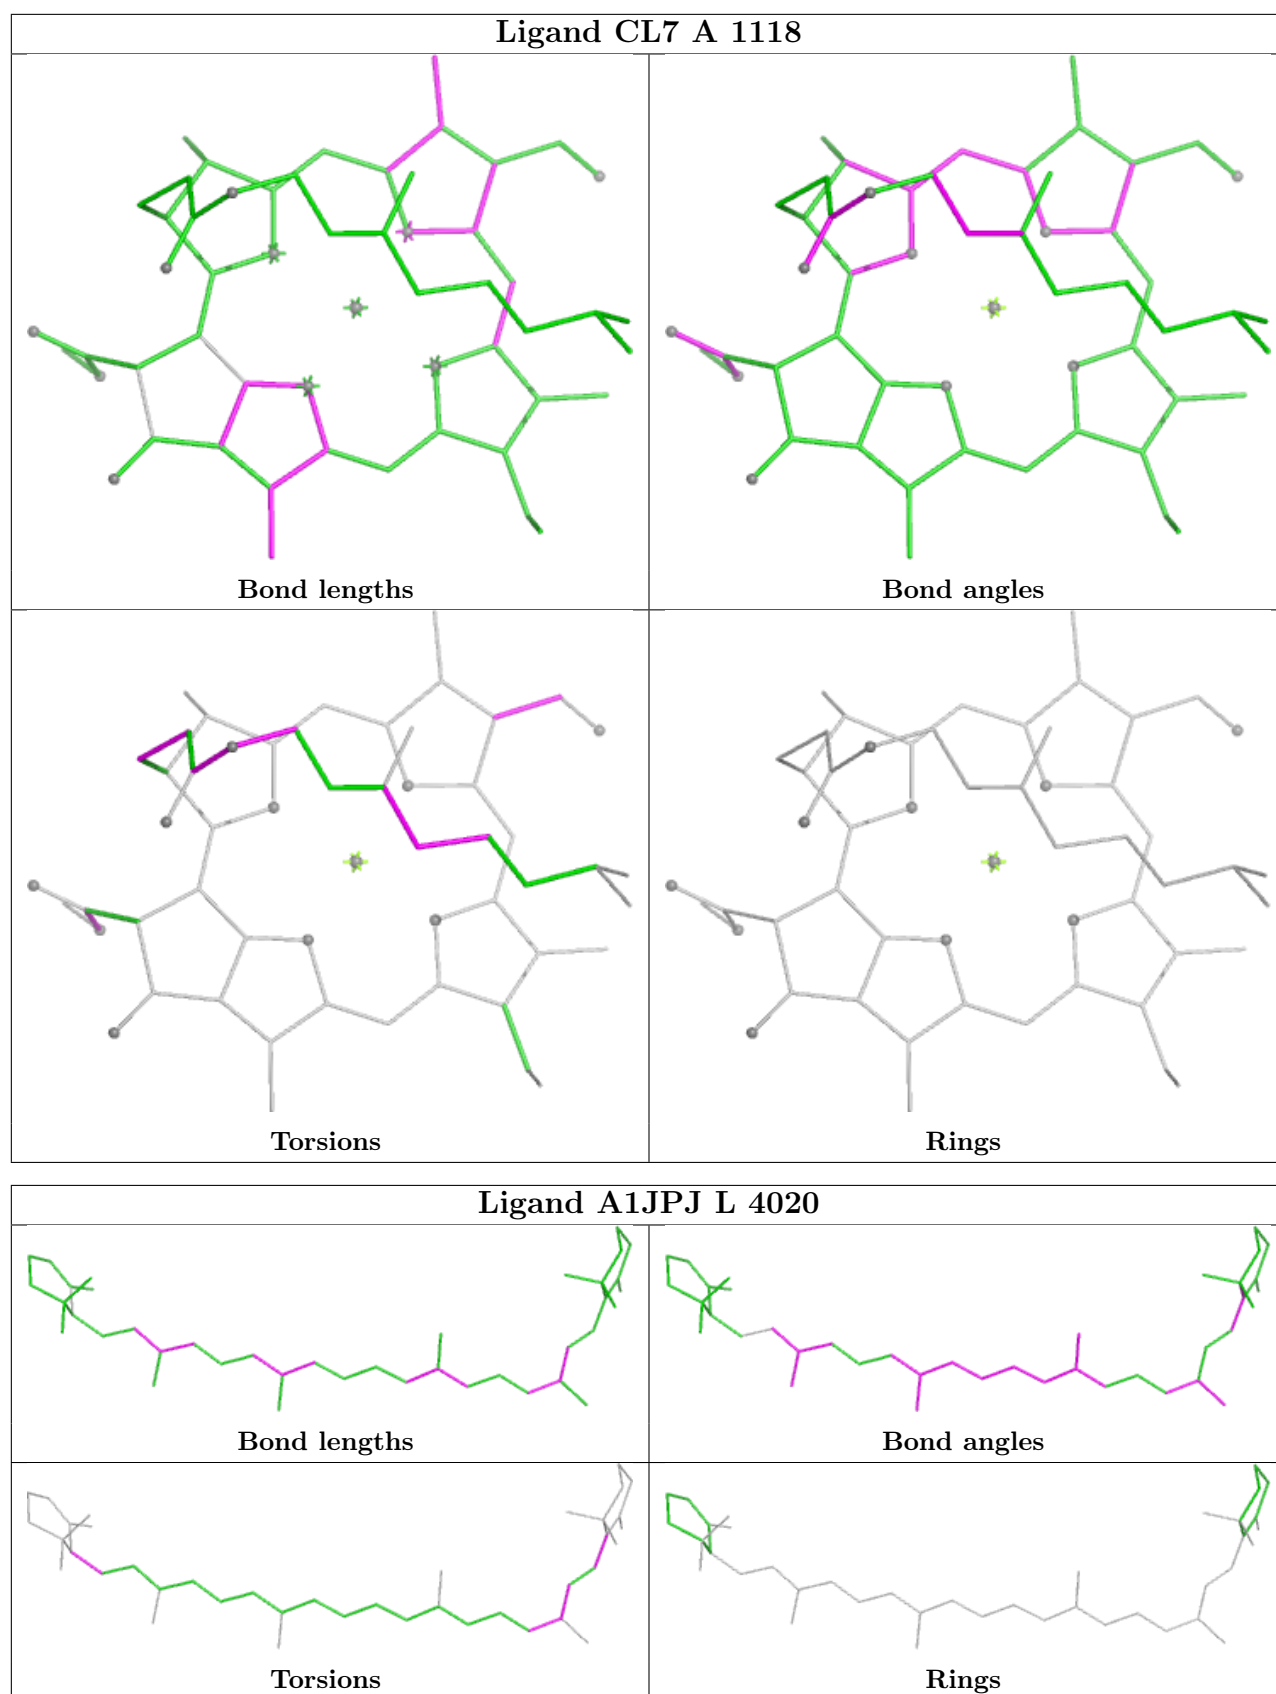 Ligand CL7 A 1118
Bond lengths
Bond angles
Torsions
Rings
Ligand A1JPJ L 4020
Bond lengths
Bond angles
Torsions
Rings